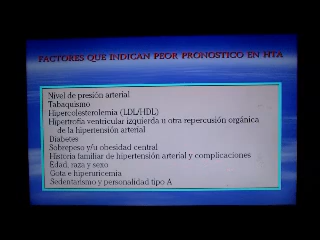 FACTORES QUE INDICAN PEOR PRONOSTICO EN HTA
Nivel de presión arterial
Tabaquismo
Hipercolesterolemia (LDL/HDL)
Hipertrofia ventricular izquierda u otra repercusión orgánica
de la hipertensión arterial
Diabetes
Sobrepeso y/u obesidad central
Historia familiar de hipertensión arterial y complicaciones
Edad, raza y sexo
Gota e hiperuricemia
Sedentarismo y personalidad tipo A